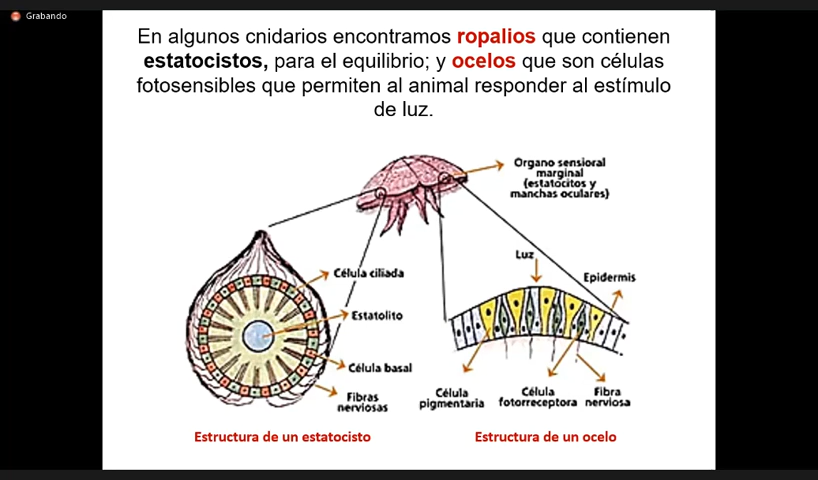 Grabando
En algunos cnidarios encontramos ropalios que contienen
estatocistos, para el equilibrio; y ocelos que son células
fotosensibles que permiten al animal responder al estímulo
de luz.
Organo sensioral
marginal
(estatocitos y
manchas oculares)
Luz
Epidermis
Célula ciliada
Estatolito
Célula basal
Fibras
nerviosas
Célula
pigmentaria
Célula
fotorreceptora
Fibra
nerviosa
Estructura de un estatocisto
Estructura de un ocelo